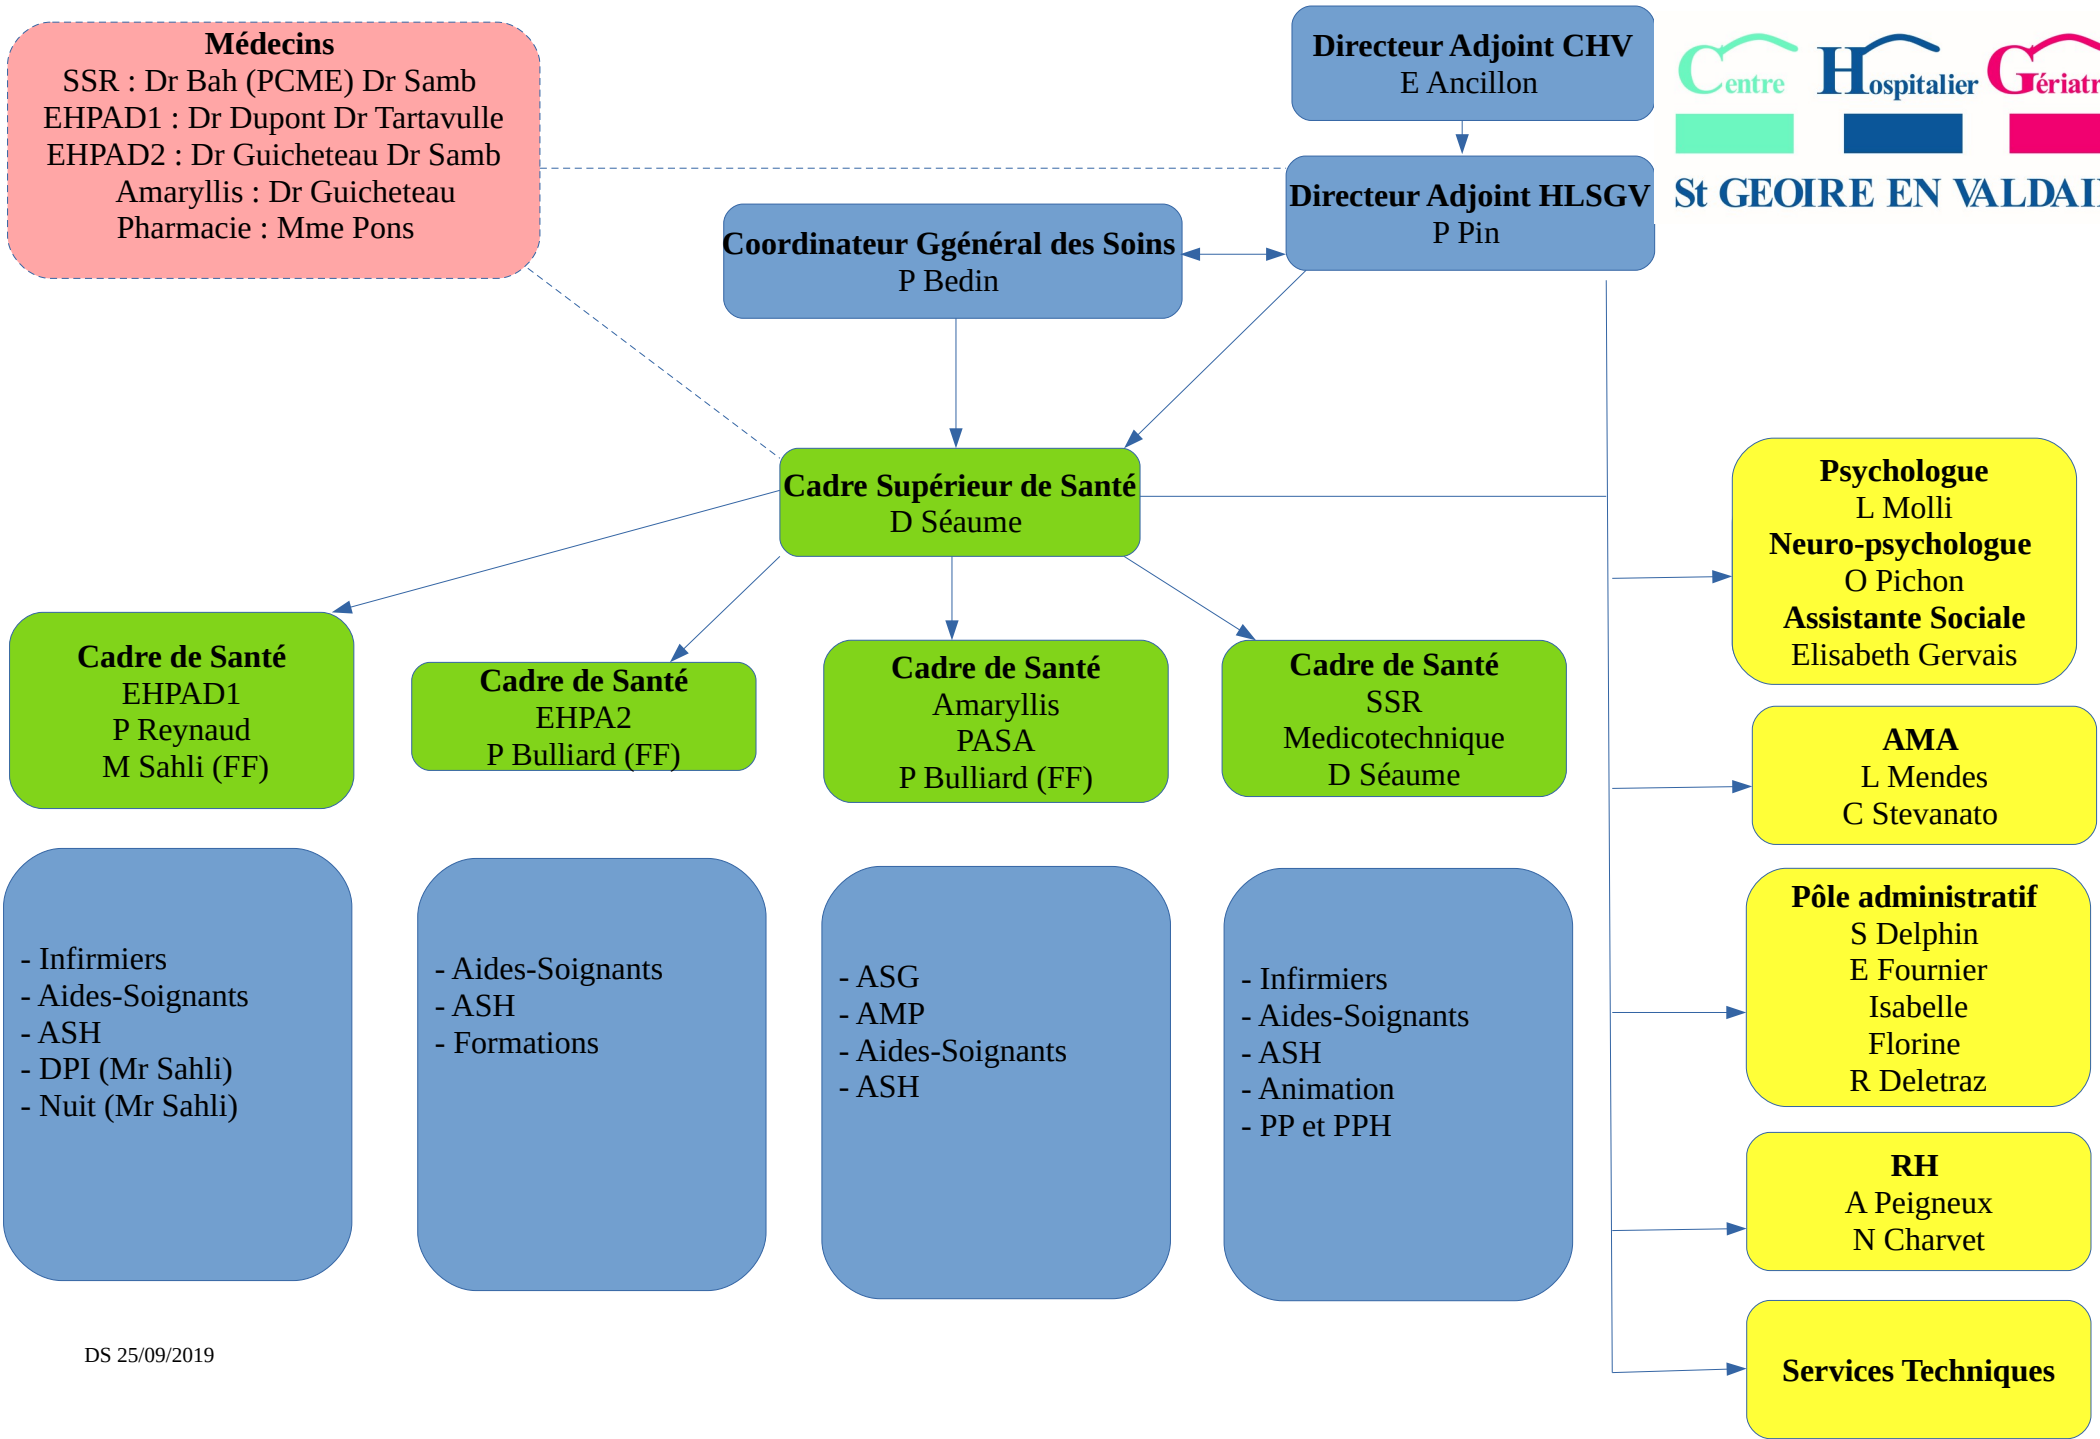 Médecins
SSR : Dr Bah (PCME) Dr Samb
EHPAD1 : Dr Dupont Dr Tartavulle
EHPAD2 : Dr Guicheteau Dr Samb
Amaryllis : Dr Guicheteau
Pharmacie : Mme Pons
Directeur Adjoint CHV
E Ancillon
Centre Hospitalier
St GEOIRE EN
Directeur Adjoint HLSGV
P Pin
Coordinateur Ggénéral des Soins
P Bedin
Cadre Supérieur de Santé
D Séaume
Cadre de Santé
EHPAD1
P Reynaud
M Sahli (FF)
Cadre de Santé
EHPA2
P Bulliard (FF)
Cadre de Santé
Amaryllis
PASA
P Bulliard (FF)
Cadre de Santé
SSR
Medicotechnique
D Séaume
- Infirmiers
- Aides-Soignants
- ASH
- DPI (Mr Sahli)
- Nuit (Mr Sahli)
- Aides-Soignants
- ASH
- Formations
- ASG
- AMP
- Aides-Soignants
- ASH
- Infirmiers
- Aides-Soignants
- ASH
- Animation
- PP et PPH
Psychologue
L Molli
Neuro-psychologue
O Pichon
Assistante Sociale
Elisabeth Gervais
AMA
L Mendes
C Stevanato
Pôle administratif
S Delphin
E Fournier
Isabelle
Florine
R Deletraz
RH
A Peigneux
N Charvet
Services Techniques
DS 25/09/2019